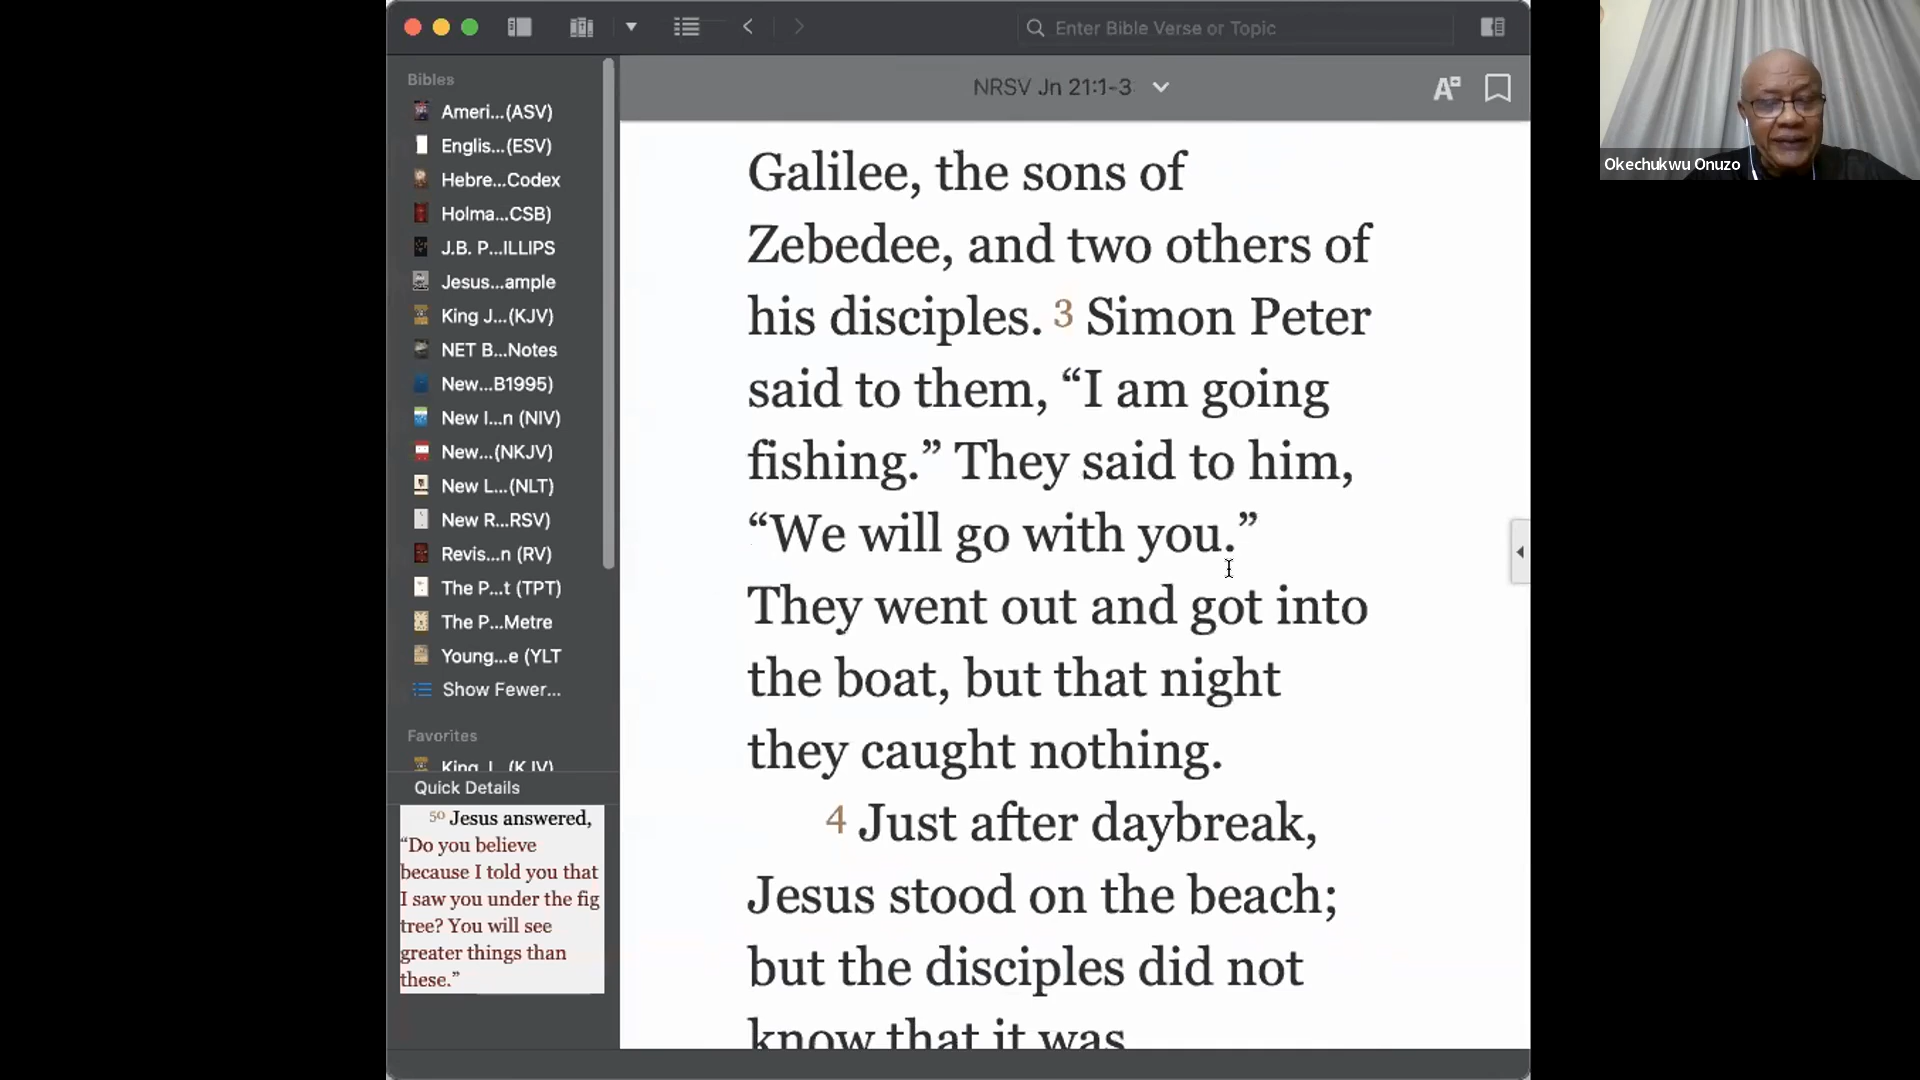 Enter Bible Verse or Topic
Bibles
Ameri...(ASV)
Englis...(ESV)
Hebre...Codex
Holma...CSB)
J.B. P...ILLIPS
Jesus...ample
King J...(KJV)
NET B...Notes
New...B1995)
New I...n (NIV)
New...(NKJV)
New L...(NLT)
New R...RSV)
Revis...n (RV)
The P...t (TPT)
The P...Metre
Young...e (YLT
Show Fewer...
Favorites
King J...(KJV)
Quick Details
50 Jesus answered,
“Do you believe
because I told you that
I saw you under the fig
tree? You will see
greater things than
these.”
NRSV Jn 21:1-3
A
Galilee, the sons of
Zebedee, and two others of
his disciples. 3 Simon Peter
said to them, “I am going
fishing.” They said to him,
“We will go with you.”
They went out and got into
the boat, but that night
they caught nothing.
4 Just after daybreak,
Jesus stood on the beach;
but the disciples did not
know that it was
Okechukwu Onuzo